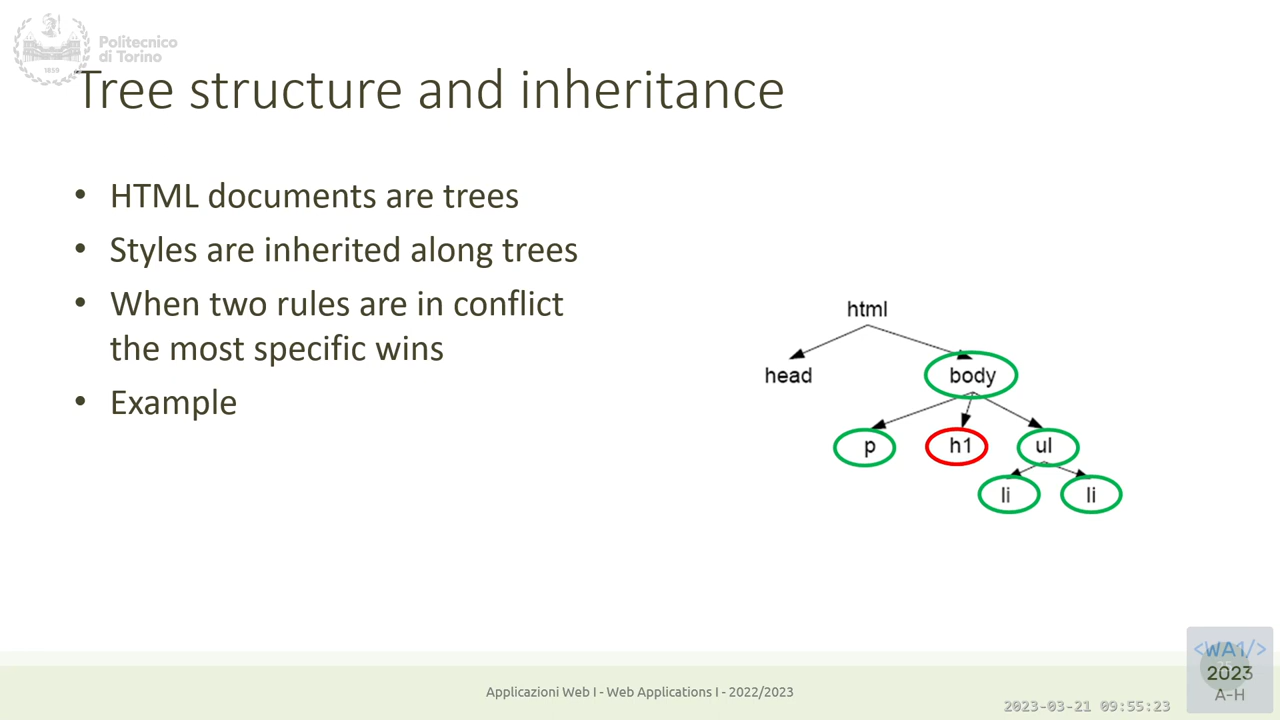 Politecnico
di Torino
1859
Tree structure and inheritance
• HTML documents are trees
• Styles are inherited along trees
• When two rules are in conflict
the most specific wins
• Example
html
head
body
p
h1
ul
li
li
Applicazioni Web I - Web Applications I - 2022/2023
<WA1/>
2023
A-H
2023-03-21 09:55:23